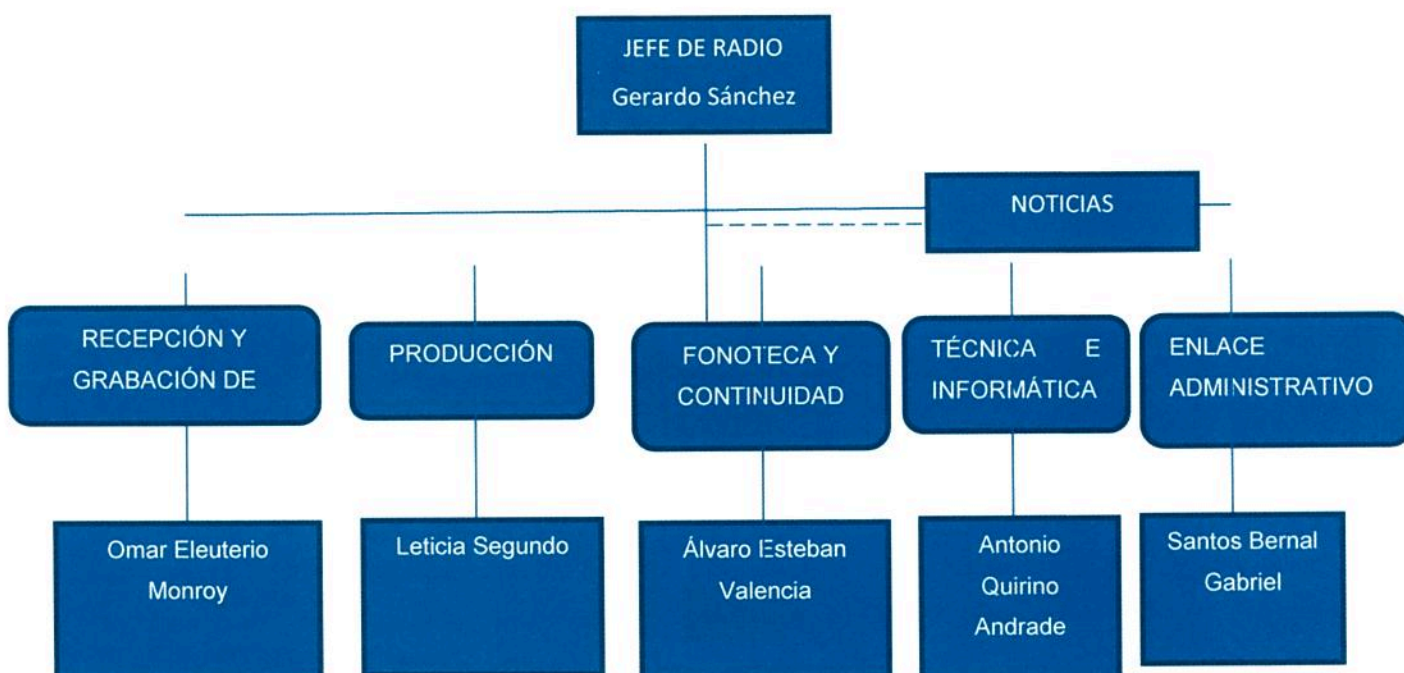 JEFE DE RADIO
Gerardo Sánchez
NOTICIAS
RECEPCIÓN Y
GRABACIÓN DE
PRODUCCIÓN
FONOTECA Y
CONTINUIDAD
TÉCNICA E
INFORMÁTICA
ENLACE
ADMINISTRATIVO
Omar Eleuterio
Monroy
Leticia Segundo
Álvaro Esteban
Valencia
Antonio
Quirino
Andrade
Santos Bernal
Gabriel